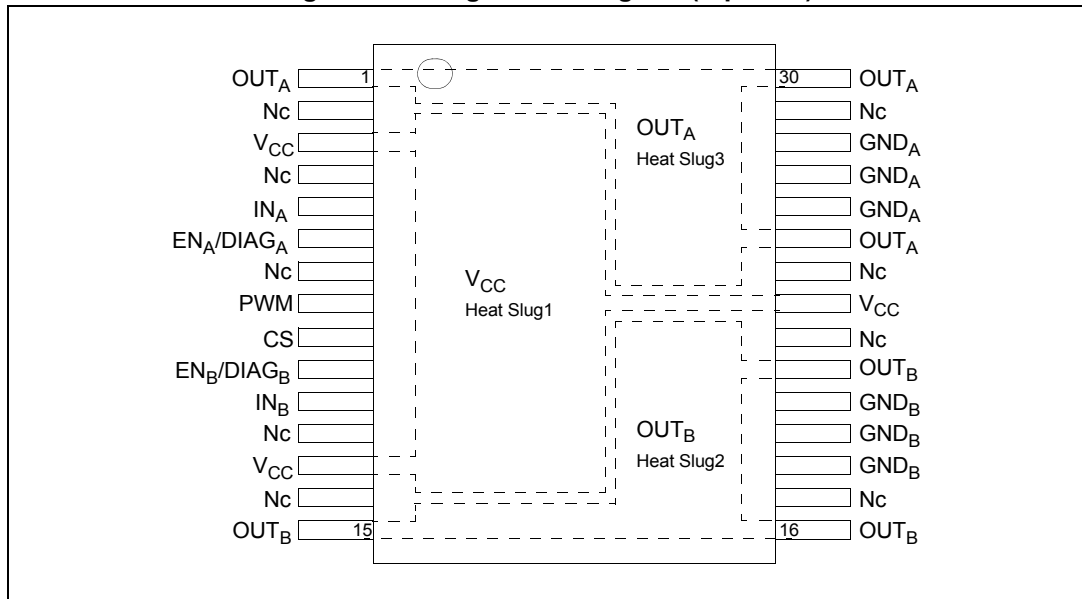 OUTA 1
Nc
VCC
Nc
INA
ENA/DIAGA
Nc
PWM
CS
ENB/DIAGB
INB
Nc
VCC
Nc
OUTB 15
VCC
Heat Slug1
OUTA
Heat Slug3
OUTB
Heat Slug2
30 OUTA
Nc
GNDA
GNDA
GNDA
OUTA
Nc
VCC
Nc
OUTB
GNDB
GNDB
GNDB
Nc
16 OUTB